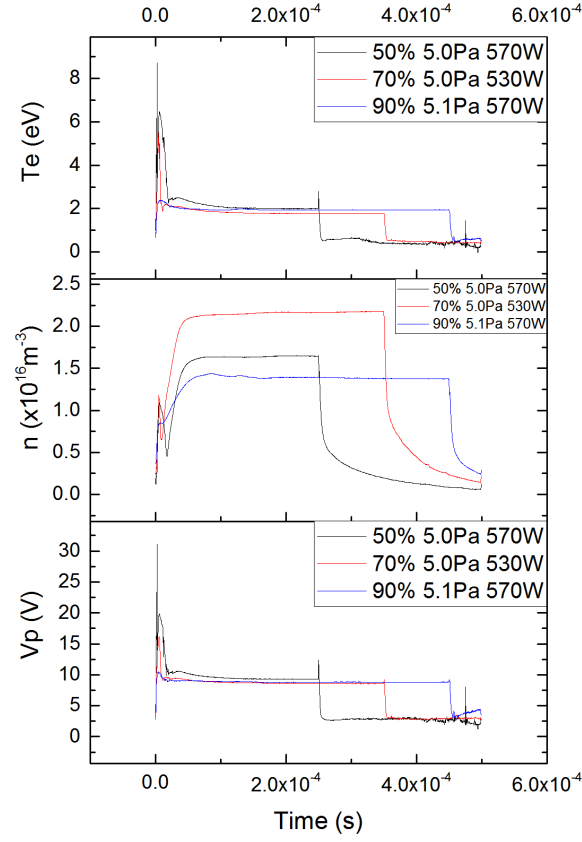 0.0 2.0x10⁻⁴ 4.0x10⁻⁴ 6.0x10⁻⁴
Te (eV)
8
6
4
2
0
50% 5.0Pa 570W
70% 5.0Pa 530W
90% 5.1Pa 570W
n (x10¹⁶m⁻³)
2.5
2.0
1.5
1.0
0.5
0.0
50% 5.0Pa 570W
70% 5.0Pa 530W
90% 5.1Pa 570W
Vp (V)
30
25
20
15
10
5
0
50% 5.0Pa 570W
70% 5.0Pa 530W
90% 5.1Pa 570W
0.0 2.0x10⁻⁴ 4.0x10⁻⁴ 6.0x10⁻⁴
Time (s)